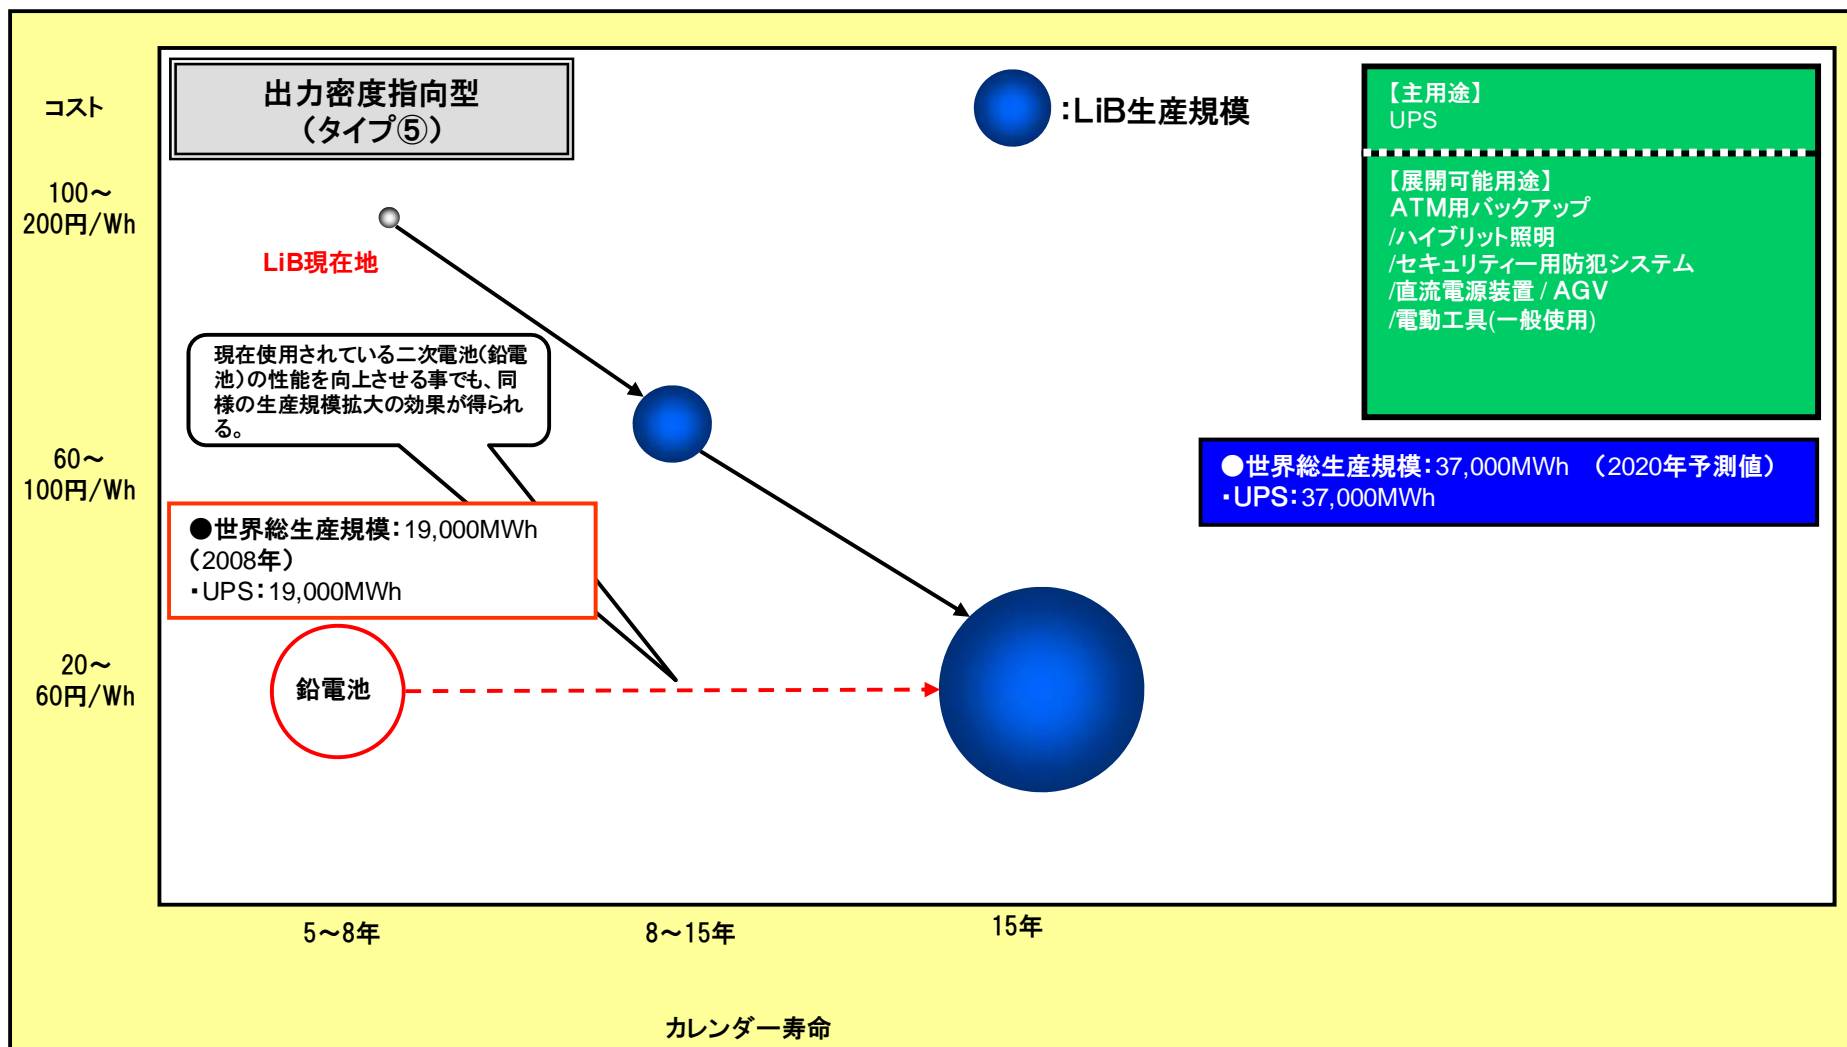 出力密度指向型
（タイプ⑤）
：LiB生産規模
【主用途】
UPS
【展開可能用途】
ATM用バックアップ
/ハイブリット照明
/セキュリティー用防犯システム
/直流電源装置 / AGV
/電動工具(一般使用)
コスト
100～
200円/Wh
LiB現在地
現在使用されている二次電池（鉛電
池）の性能を向上させる事でも、同
様の生産規模拡大の効果が得られ
る。
60～
100円/Wh
●世界総生産規模：37,000MWh　（2020年予測値）
・UPS：37,000MWh
●世界総生産規模：19,000MWh
（2008年）
・UPS：19,000MWh
20～
60円/Wh
鉛電池
5～8年
8～15年
15年
カレンダー寿命